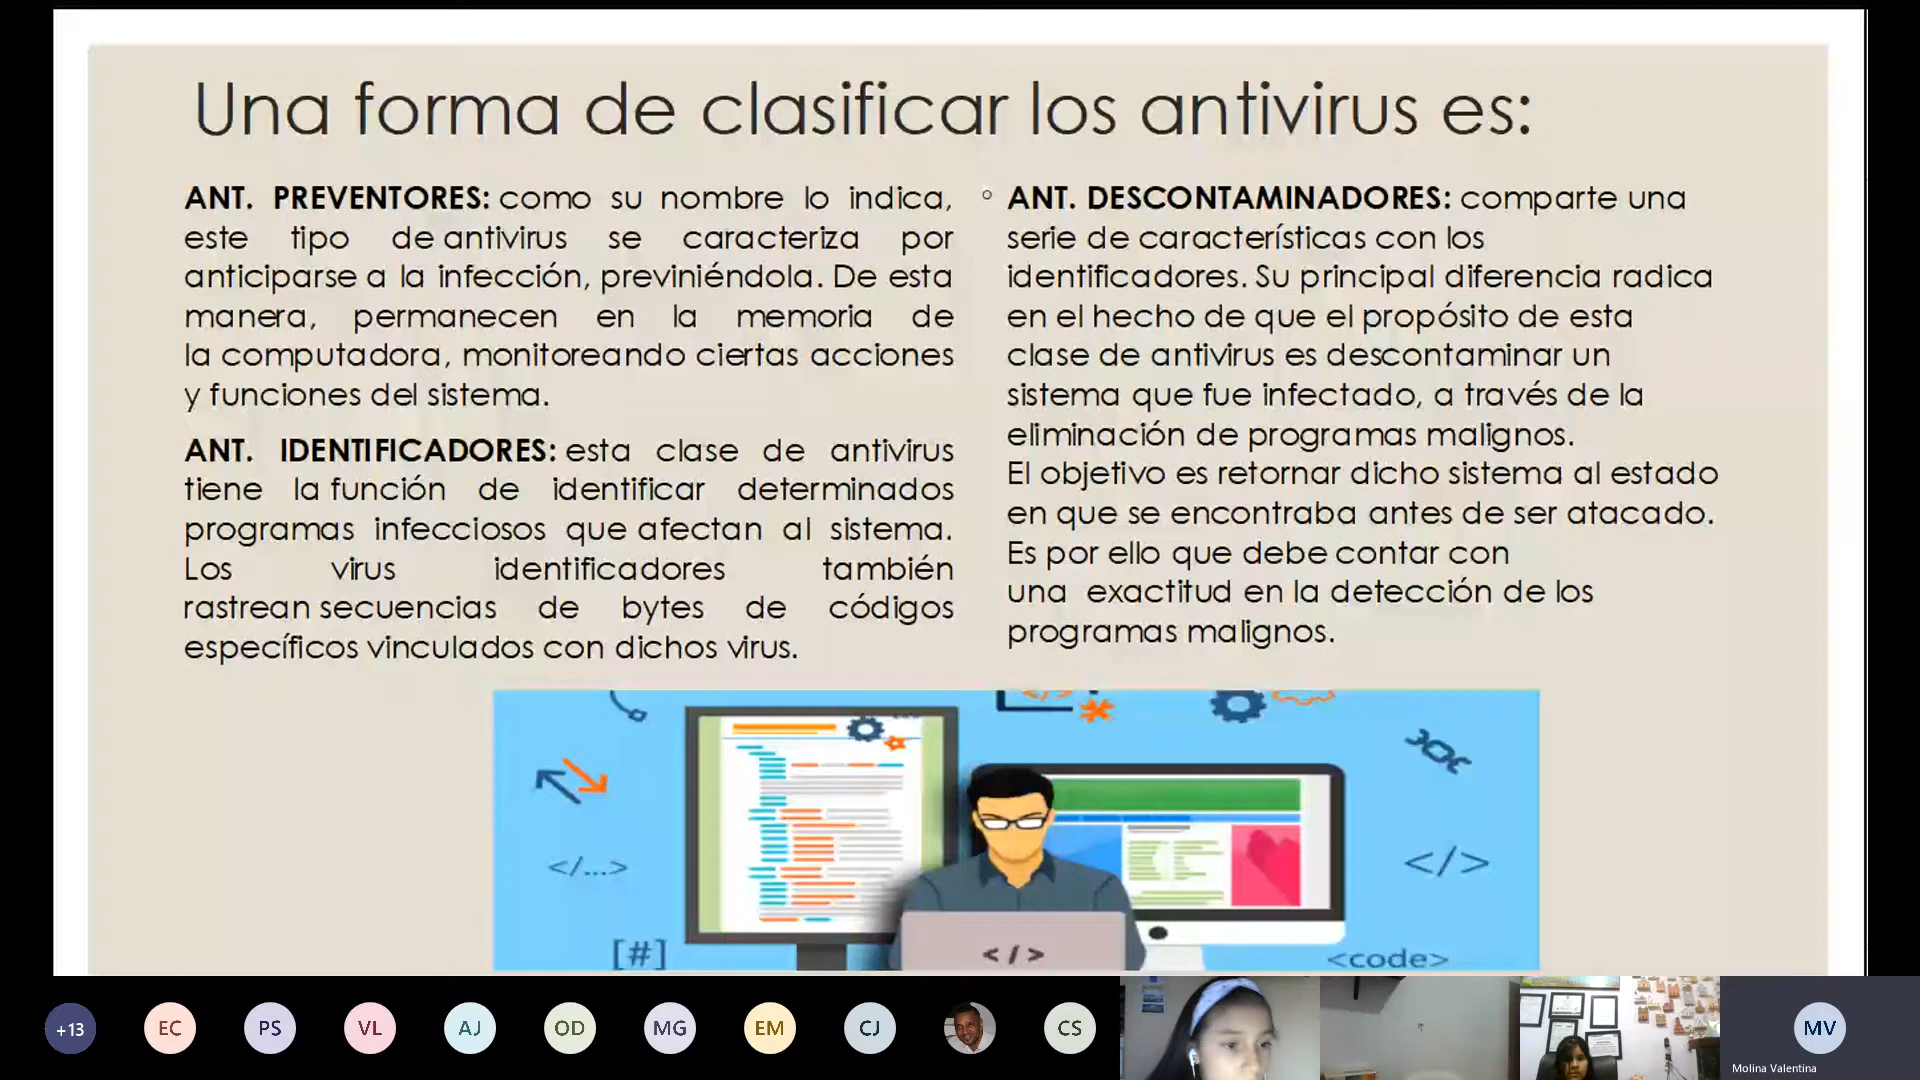 Una forma de clasificar los antivirus es:
ANT. PREVENTORES: como su nombre lo indica,
este tipo de antivirus se caracteriza por
anticiparse a la infección, previniéndola. De esta
manera, permanecen en la memoria de
la computadora, monitoreando ciertas acciones
y funciones del sistema.
ANT. IDENTIFICADORES: esta clase de antivirus
tiene la función de identificar determinados
programas infecciosos que afectan al sistema.
Los virus identificadores también
rastrean secuencias de bytes de códigos
específicos vinculados con dichos virus.
◦ ANT. DESCONTAMINADORES: comparte una
serie de características con los
identificadores. Su principal diferencia radica
en el hecho de que el propósito de esta
clase de antivirus es descontaminar un
sistema que fue infectado, a través de la
eliminación de programas malignos.
El objetivo es retornar dicho sistema al estado
en que se encontraba antes de ser atacado.
Es por ello que debe contar con
una exactitud en la detección de los
programas malignos.
</>
</...>
</>
[#]
</>
<code>
+13
EC
PS
VL
AJ
OD
MG
EM
CJ
CS
MV
Molina Valentina